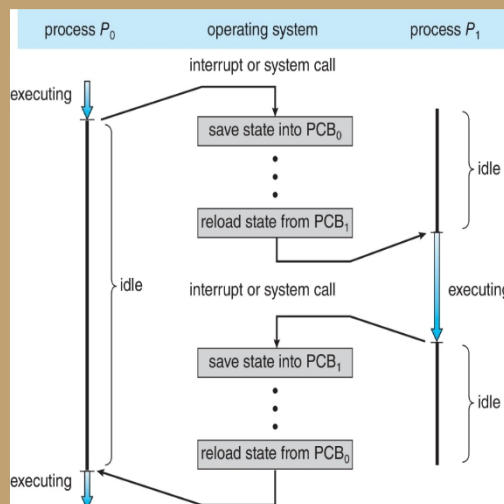 process P₀ operating system process P₁
interrupt or system call
executing
save state into PCB₀
idle
reload state from PCB₁
idle
interrupt or system call
executing
save state into PCB₁
idle
reload state from PCB₀
executing